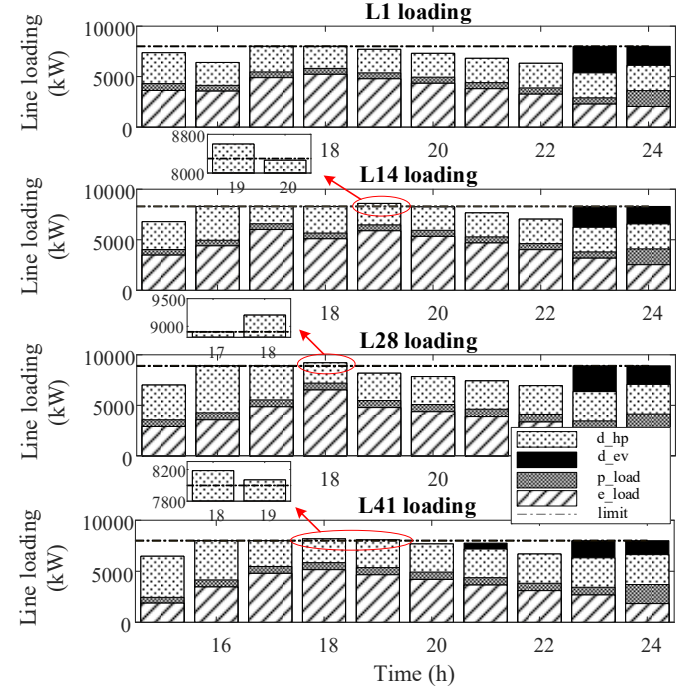 L1 loading
10000
5000
0
Line loading
(kW)
18
20
22
24
8800
8000
19
20
L14 loading
10000
5000
0
Line loading
(kW)
18
20
22
24
9500
9000
17
18
L28 loading
10000
5000
0
Line loading
(kW)
18
20
d_hp
d_ev
p_load
e_load
limit
8200
7800
18
19
L41 loading
10000
5000
0
Line loading
(kW)
16
18
20
22
24
Time (h)